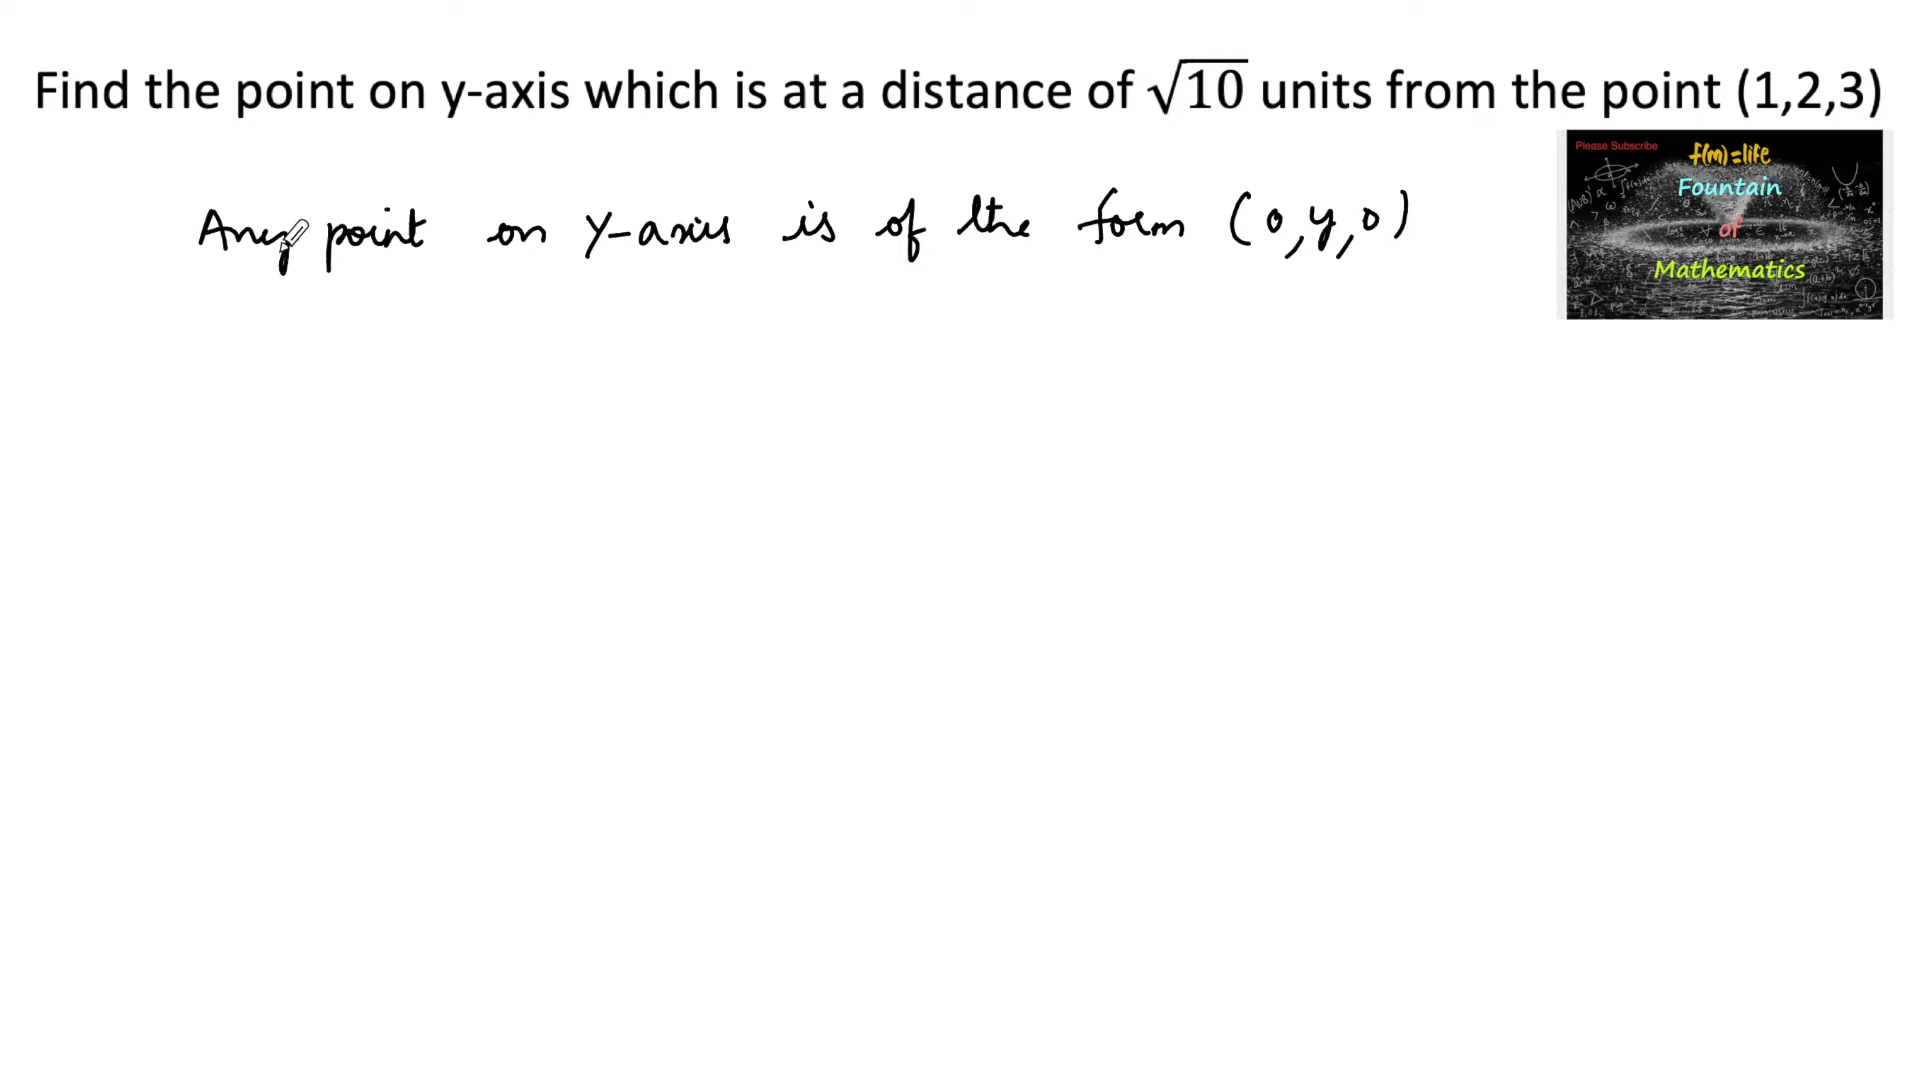 Find the point on y-axis which is at a distance of √10 units from the point (1,2,3)
Any point on Y-axis is of the form (0,y,0)
Please Subscribe
f(m)=life
Fountain
of
Mathematics